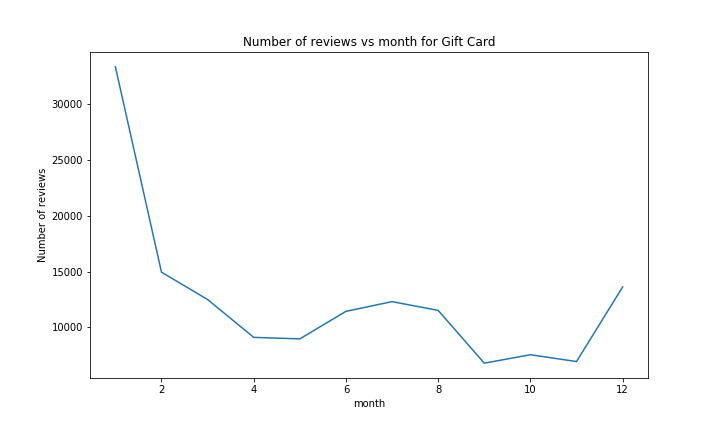 Number of reviews vs month for Gift Card
30000
25000
20000
15000
10000
Number of reviews
2 4 6 8 10 12
month